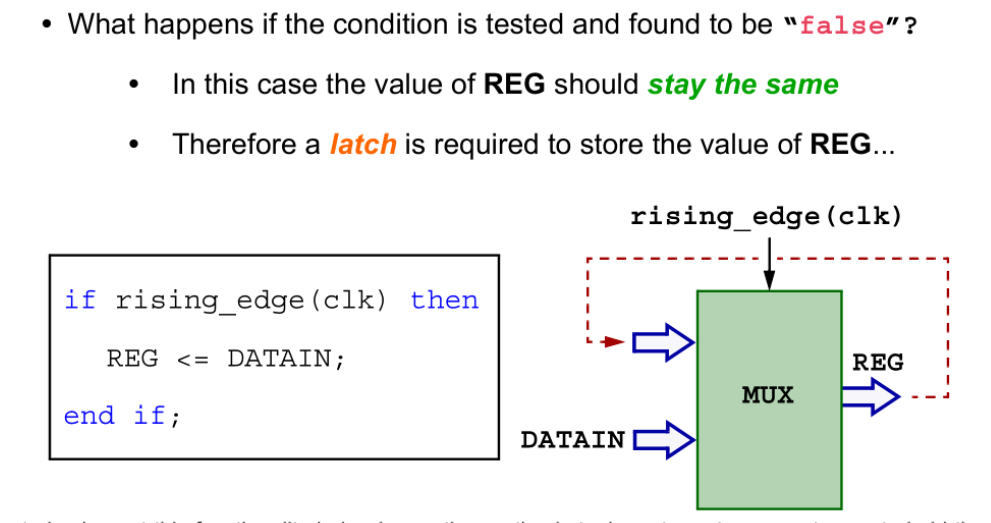 • What happens if the condition is tested and found to be “false”?
• In this case the value of REG should stay the same
• Therefore a latch is required to store the value of REG...
rising_edge(clk)
if rising_edge(clk) then
REG <= DATAIN;
end if;
REG
MUX
DATAIN